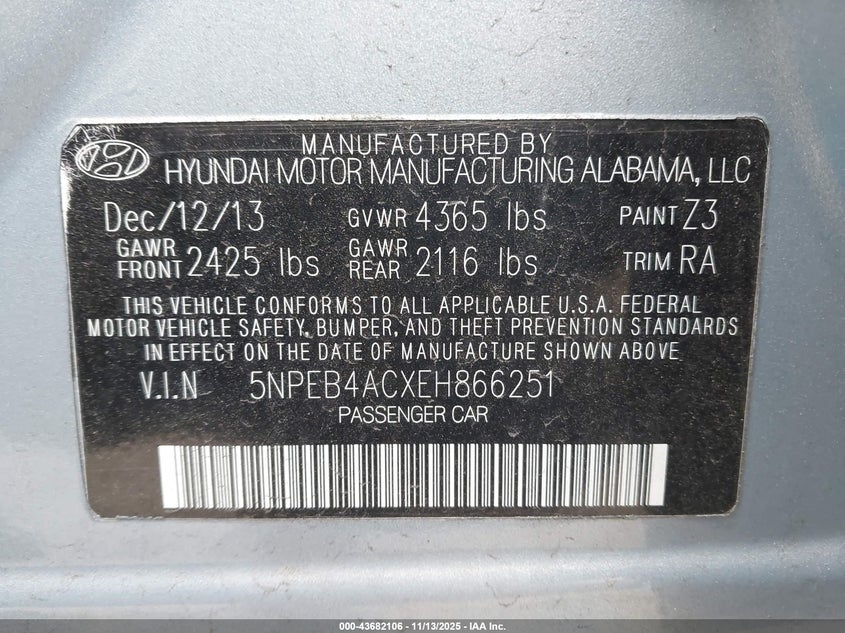 MANUFACTURED BY
HYUNDAI MOTOR MANUFACTURING ALABAMA, LLC
Dec/12/13 GVWR 4365 lbs PAINT Z3
GAWR FRONT 2425 lbs GAWR REAR 2116 lbs TRIM RA
THIS VEHICLE CONFORMS TO ALL APPLICABLE U.S.A. FEDERAL
MOTOR VEHICLE SAFETY, BUMPER, AND THEFT PREVENTION STANDARDS
IN EFFECT ON THE DATE OF MANUFACTURE SHOWN ABOVE
V.I.N 5NPEB4ACXEH866251
PASSENGER CAR
000-43682106 - 11/13/2025 - IAA Inc.